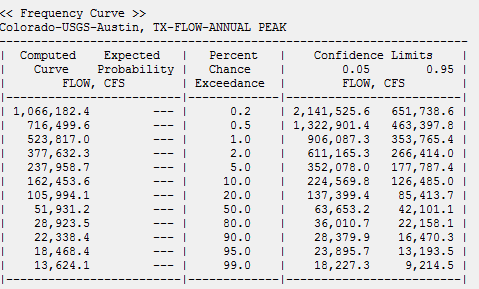 << Frequency Curve >>
Colorado-USGS-Austin, TX-FLOW-ANNUAL PEAK
-----------------------------------------------------------------
| Computed Expected | Percent | Confidence Limits |
| Curve Probability | Chance | 0.05 0.95 |
| FLOW, CFS | Exceedance | FLOW, CFS |
|------------------------|------------|-------------------------|
| 1,066,182.4 --- | 0.2 | 2,141,525.6 651,738.6 |
| 716,499.6 --- | 0.5 | 1,322,901.4 463,397.8 |
| 523,817.0 --- | 1.0 | 906,087.3 353,765.4 |
| 377,632.3 --- | 2.0 | 611,165.3 266,414.0 |
| 237,958.7 --- | 5.0 | 352,078.0 177,787.4 |
| 162,453.6 --- | 10.0 | 224,569.8 126,485.0 |
| 105,994.1 --- | 20.0 | 137,399.4 85,413.7 |
| 51,931.2 --- | 50.0 | 63,653.2 42,101.1 |
| 28,923.5 --- | 80.0 | 36,010.7 22,158.1 |
| 22,338.4 --- | 90.0 | 28,379.9 16,470.3 |
| 18,468.4 --- | 95.0 | 23,895.7 13,193.5 |
| 13,624.1 --- | 99.0 | 18,227.3 9,214.5 |
|------------------------|------------|-------------------------|